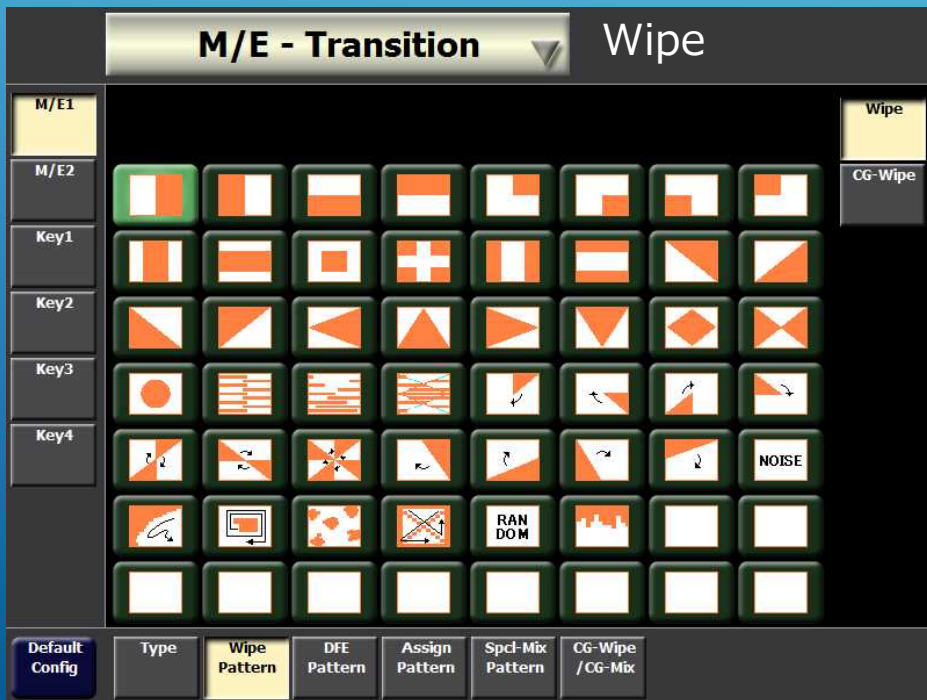 M/E - Transition
Wipe
M/E1
Wipe
M/E2
CG-Wipe
Key1
Key2
Key3
Key4
NOISE
RAN
DOM
Default
Config
Type
Wipe
Pattern
DFE
Pattern
Assign
Pattern
Spcl-Mix
Pattern
CG-Wipe
/CG-Mix